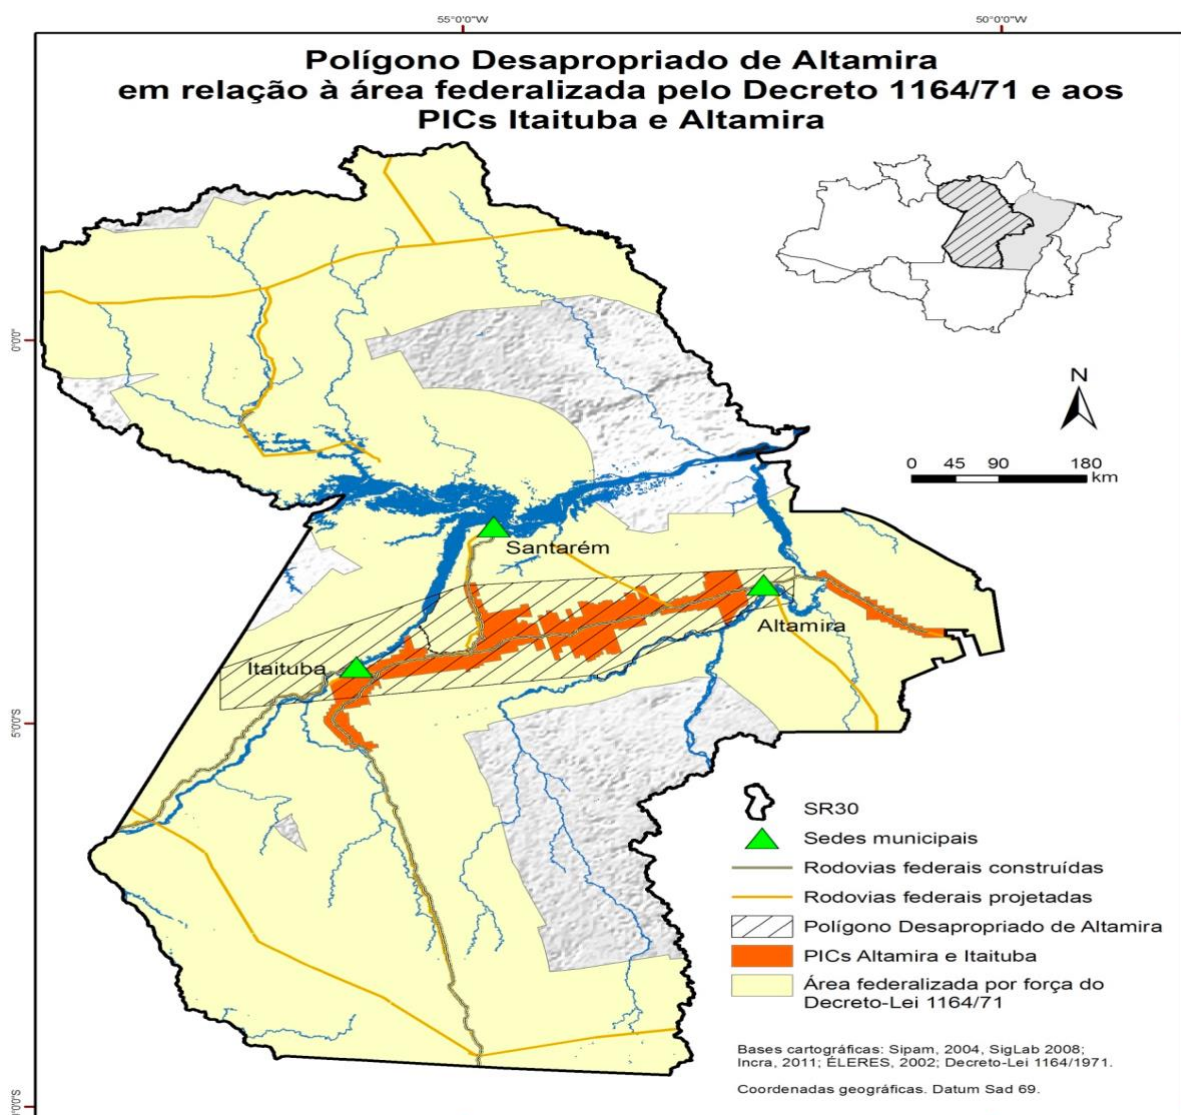 55°0'0"W
50°0'0"W
Polígono Desapropriado de Altamira
em relação à área federalizada pelo Decreto 1164/71 e aos
PICs Itaituba e Altamira
0°0'0"
N
0 45 90 180
km
Santarém
Altamira
Itaituba
5°0'0"S
SR30
Sedes municipais
Rodovias federais construídas
Rodovias federais projetadas
Polígono Desapropriado de Altamira
PICs Altamira e Itaituba
Área federalizada por força do
Decreto-Lei 1164/71
Bases cartográficas: Sipam, 2004, SigLab 2008;
Incra, 2011; ÉLERES, 2002; Decreto-Lei 1164/1971.
Coordenadas geográficas. Datum Sad 69.